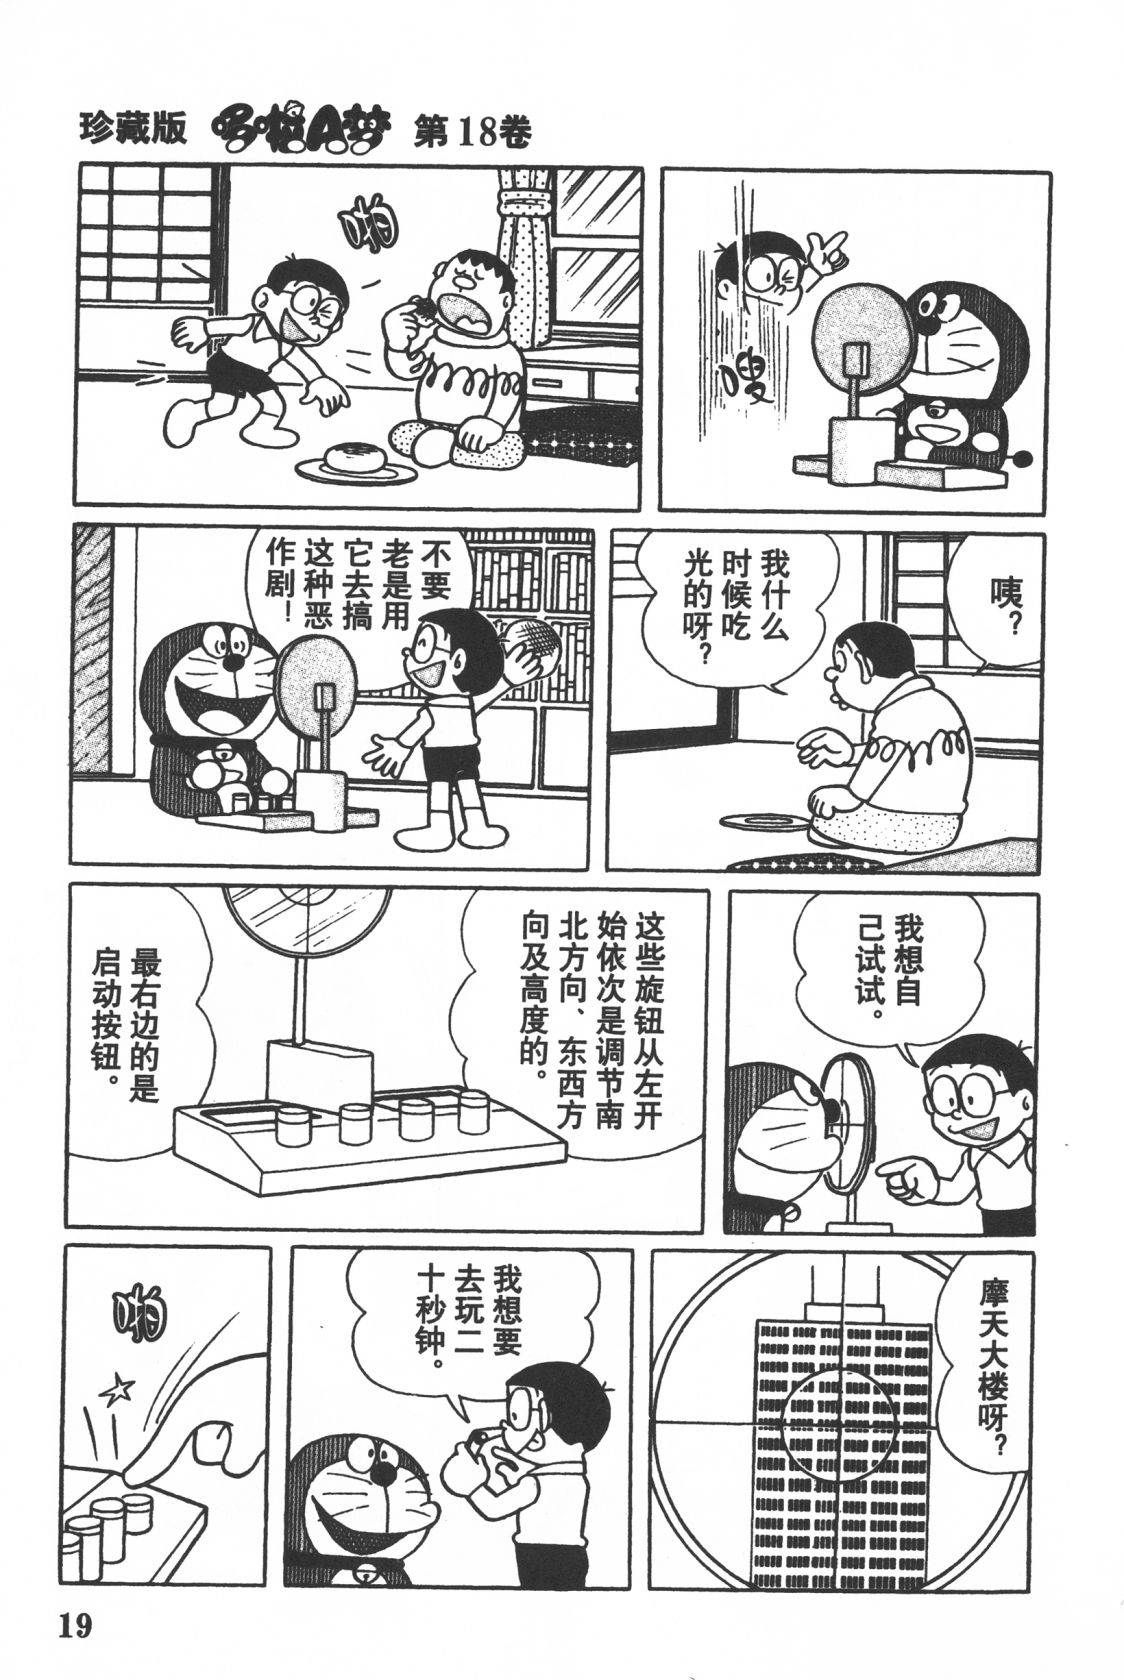 珍藏版 哆啦A梦 第18卷
啪
嗖
不要
老是用
它去搞
这种恶
作剧！
咦？
我什么
时候吃
光的呀？
这些旋钮从左开
始依次是调节南
北方向、东西方
向及高度的。
最右边的是
启动按钮。
我想自
己试试。
啪
我想要
去玩二
十秒钟。
摩天大楼呀？
19